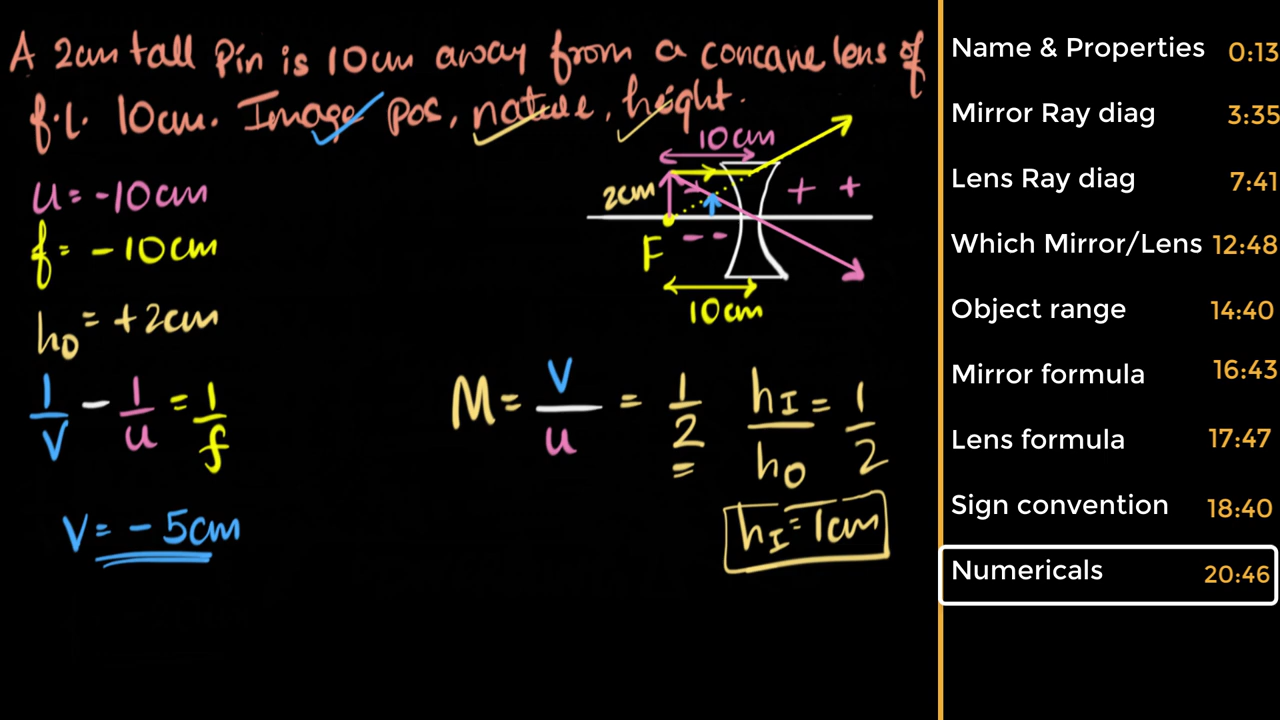 A 2cm tall Pin is 10cm away from a concave lens of
f.l. 10cm. Image pos, nature, height.
u = -10cm
f = -10cm
h₀ = +2cm
1/v - 1/u = 1/f
V = -5cm
10cm
2cm
+ +
F
- -
10cm
M = v/u = 1/2
h_I/h₀ = 1/2
h_I = 1cm
Name & Properties 0:13
Mirror Ray diag 3:35
Lens Ray diag 7:41
Which Mirror/Lens 12:48
Object range 14:40
Mirror formula 16:43
Lens formula 17:47
Sign convention 18:40
Numericals 20:46